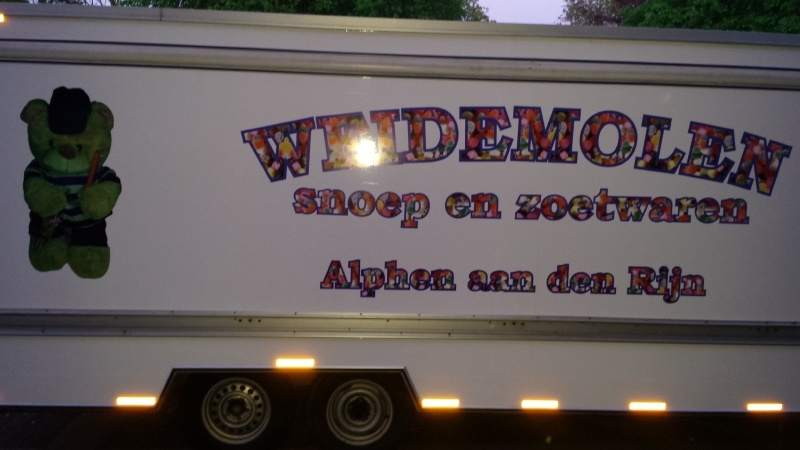 WEIDEMOLEN
snoep en zoetwaren
Alphen aan den Rijn